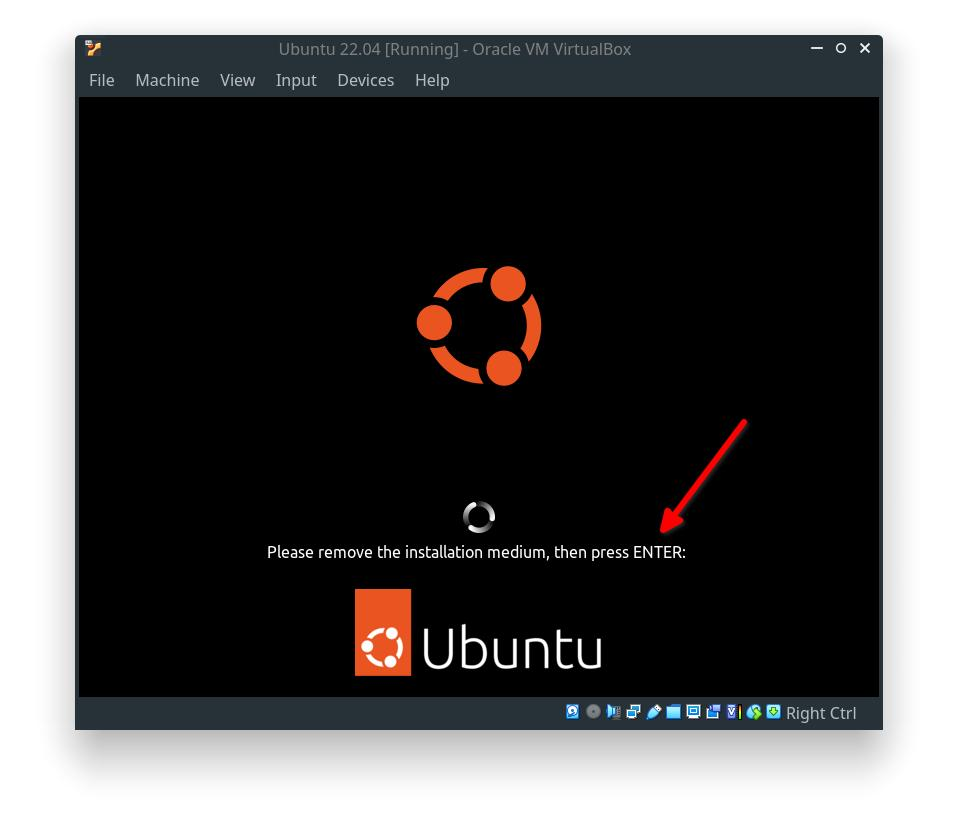 Ubuntu 22.04 [Running] - Oracle VM VirtualBox
File Machine View Input Devices Help
Please remove the installation medium, then press ENTER:
Ubuntu
Right Ctrl